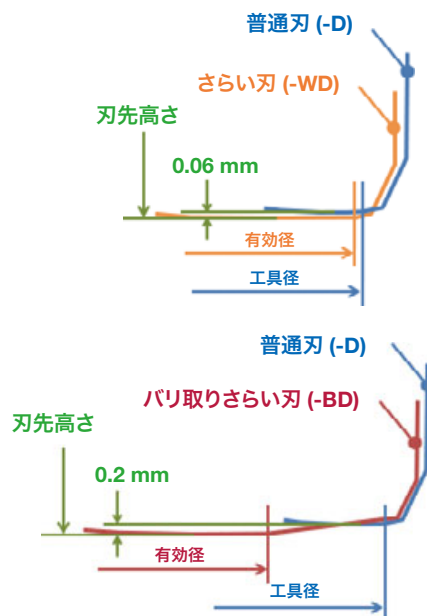 普通刃 (-D)
さらい刃 (-WD)
刃先高さ
0.06 mm
有効径
工具径
普通刃 (-D)
バリ取りさらい刃 (-BD)
刃先高さ
0.2 mm
有効径
工具径